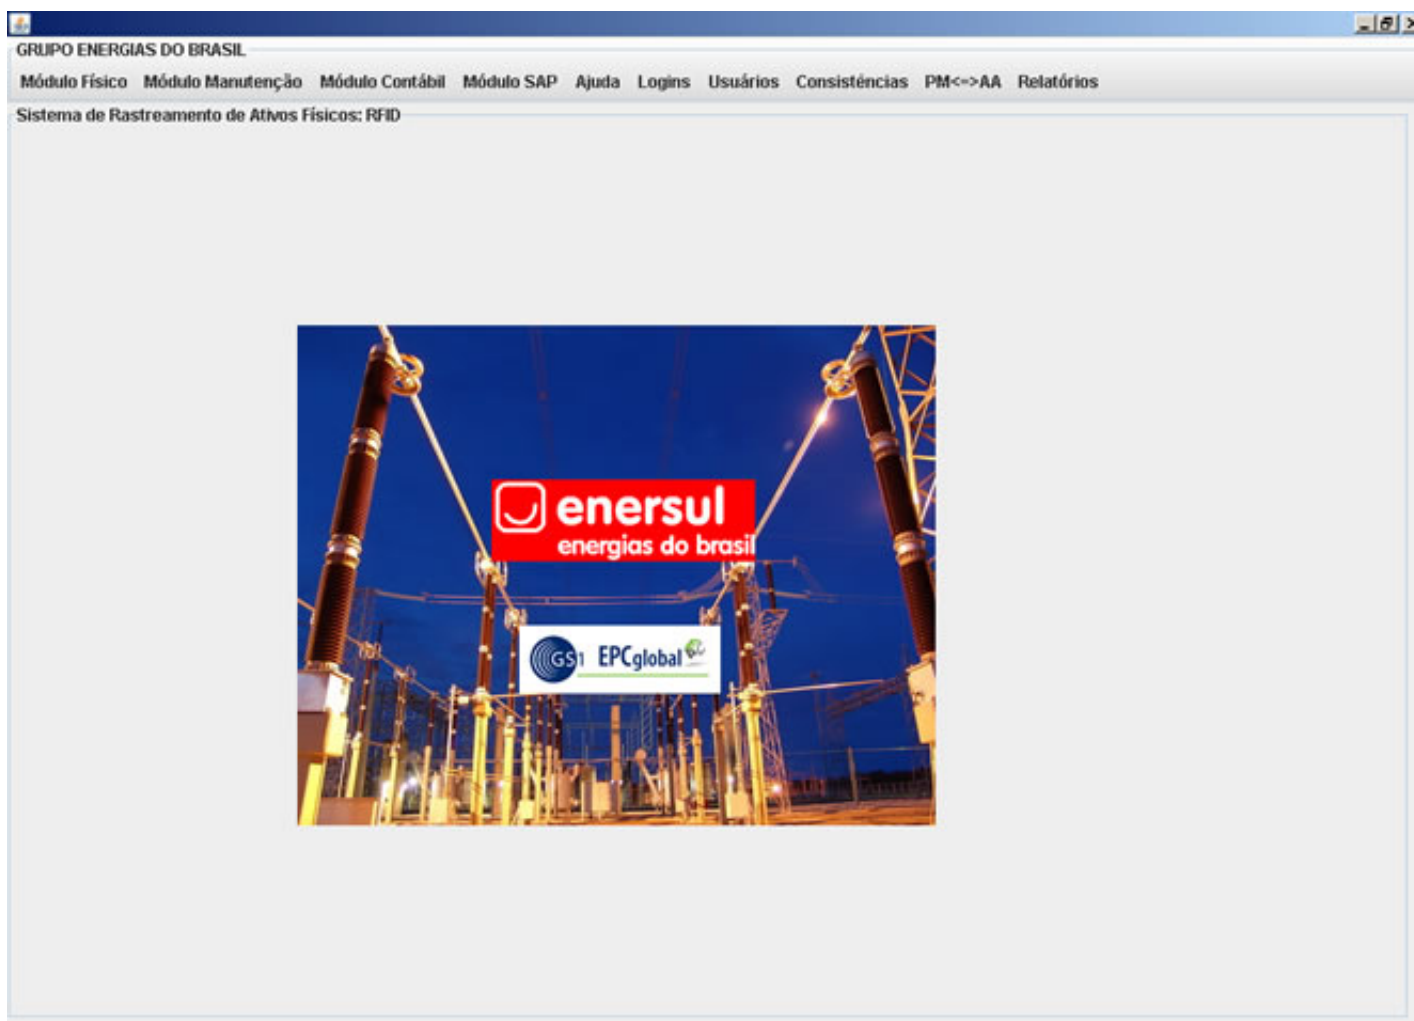 GRUPO ENERGIAS DO BRASIL
Módulo Físico Módulo Manutenção Módulo Contábil Módulo SAP Ajuda Logins Usuários Consistências PM<=>AA Relatórios
Sistema de Rastreamento de Ativos Físicos: RFID
enersul
energias do brasil
GS1 EPCglobal